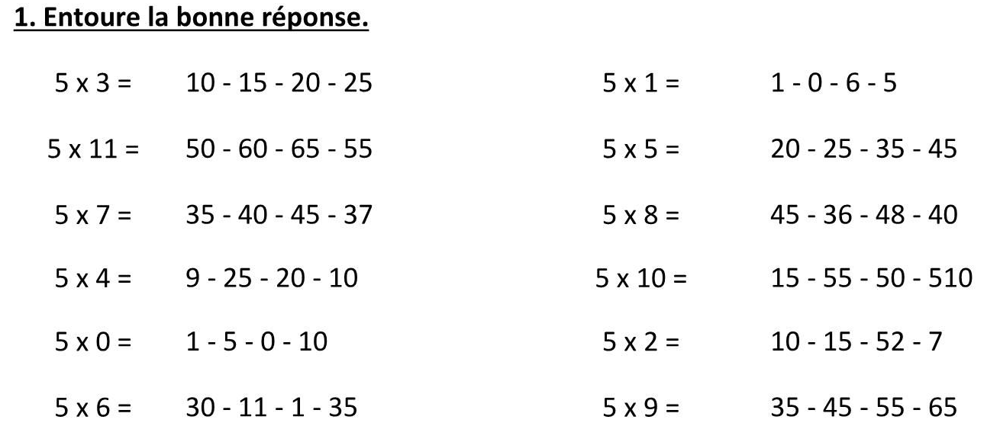 1. Entoure la bonne réponse.
5 x 3 = 10 - 15 - 20 - 25 5 x 1 = 1 - 0 - 6 - 5
5 x 11 = 50 - 60 - 65 - 55 5 x 5 = 20 - 25 - 35 - 45
5 x 7 = 35 - 40 - 45 - 37 5 x 8 = 45 - 36 - 48 - 40
5 x 4 = 9 - 25 - 20 - 10 5 x 10 = 15 - 55 - 50 - 510
5 x 0 = 1 - 5 - 0 - 10 5 x 2 = 10 - 15 - 52 - 7
5 x 6 = 30 - 11 - 1 - 35 5 x 9 = 35 - 45 - 55 - 65